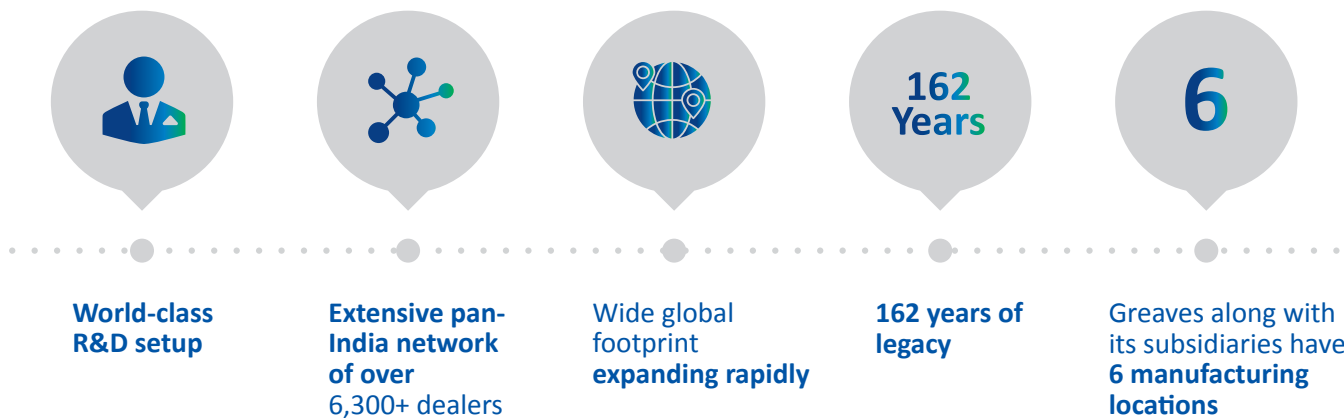 162
Years
6
World-class
R&D setup
Extensive pan-
India network
of over
6,300+ dealers
Wide global
footprint
expanding rapidly
162 years of
legacy
Greaves along with
its subsidiaries have
6 manufacturing
locations